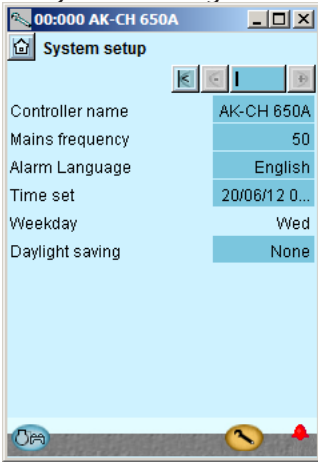 00:000 AK-CH 650A
System setup
Controller name AK-CH 650A
Mains frequency 50
Alarm Language English
Time set 20/06/12 0...
Weekday Wed
Daylight saving None